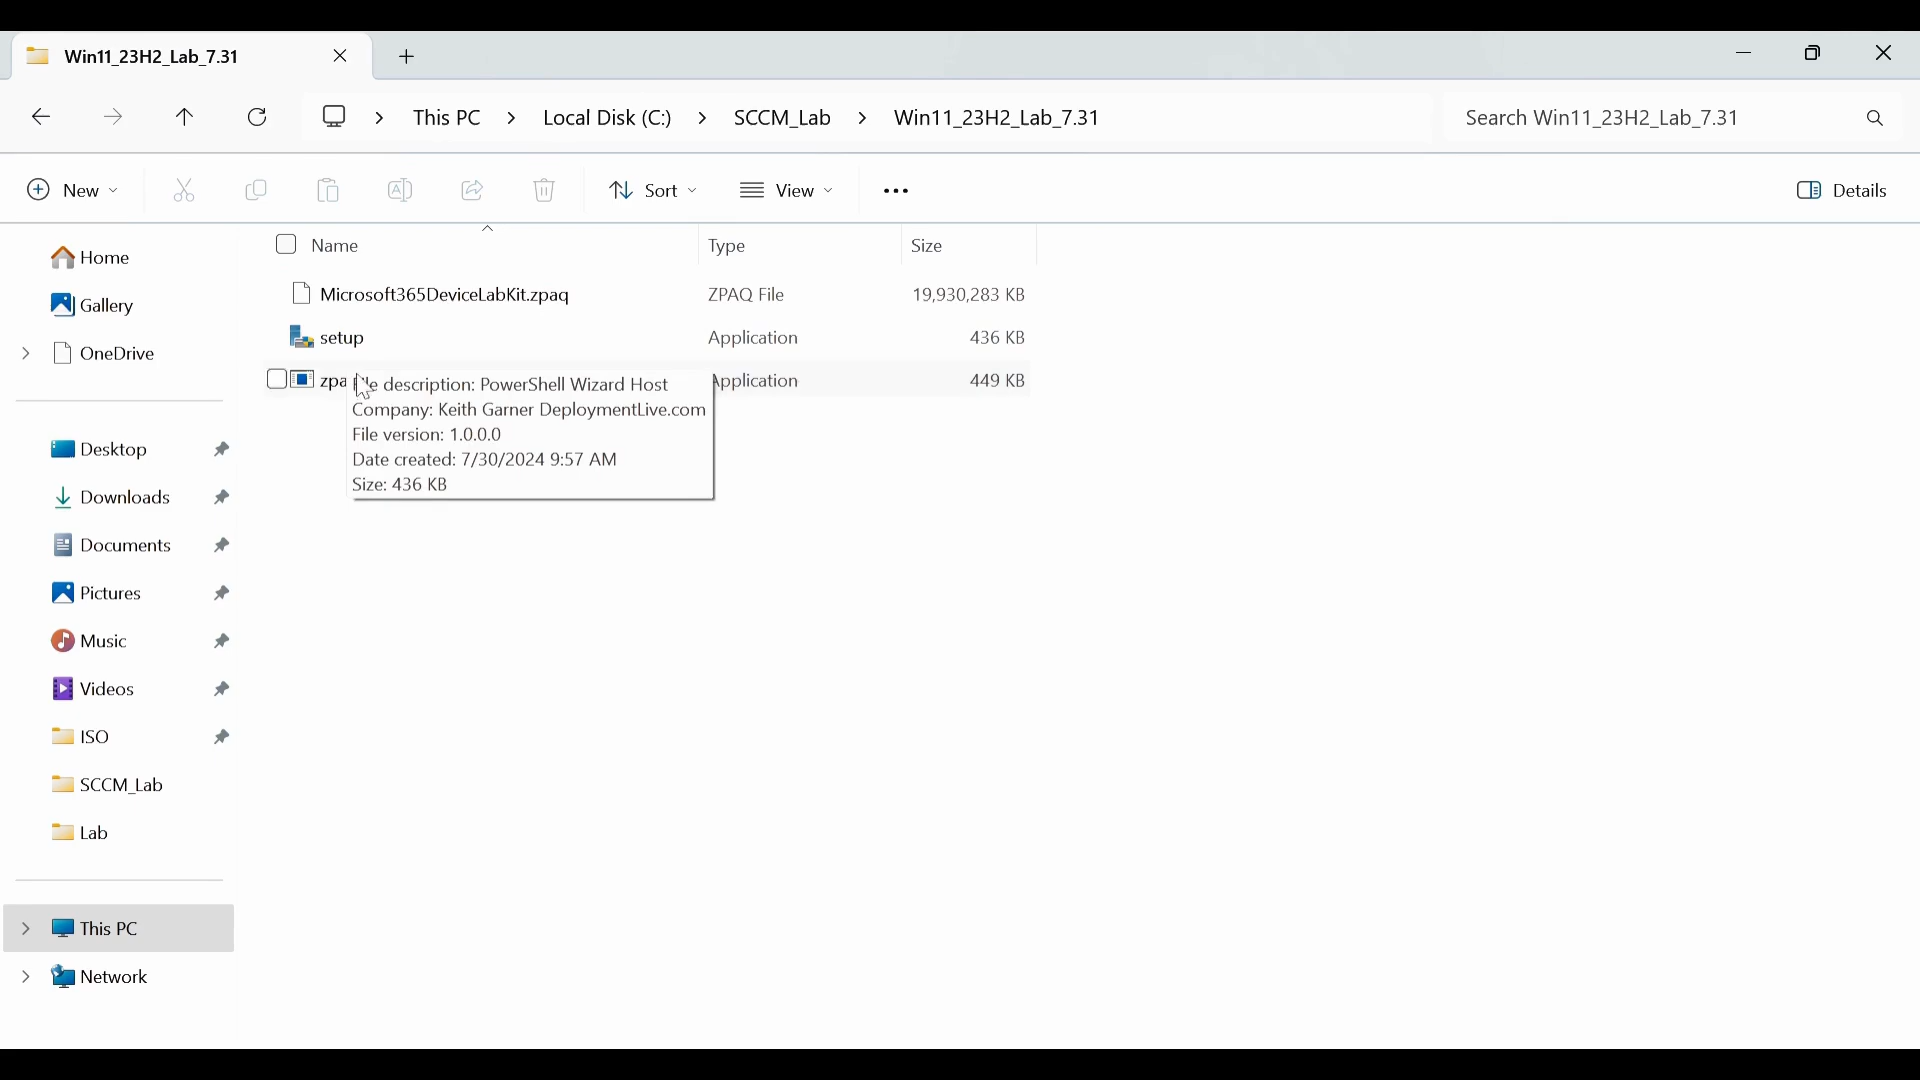 Win11_23H2_Lab_7.31
This PC > Local Disk (C:) > SCCM_Lab > Win11_23H2_Lab_7.31
Search Win11_23H2_Lab_7.31
New
Sort
View
Details
Home
Gallery
OneDrive
Desktop
Downloads
Documents
Pictures
Music
Videos
ISO
SCCM_Lab
Lab
This PC
Network
Name Type Size
Microsoft365DeviceLabKit.zpaq ZPAQ File 19,930,283 KB
setup Application 436 KB
zpa Application 449 KB
File description: PowerShell Wizard Host
Company: Keith Garner DeploymentLive.com
File version: 1.0.0.0
Date created: 7/30/2024 9:57 AM
Size: 436 KB